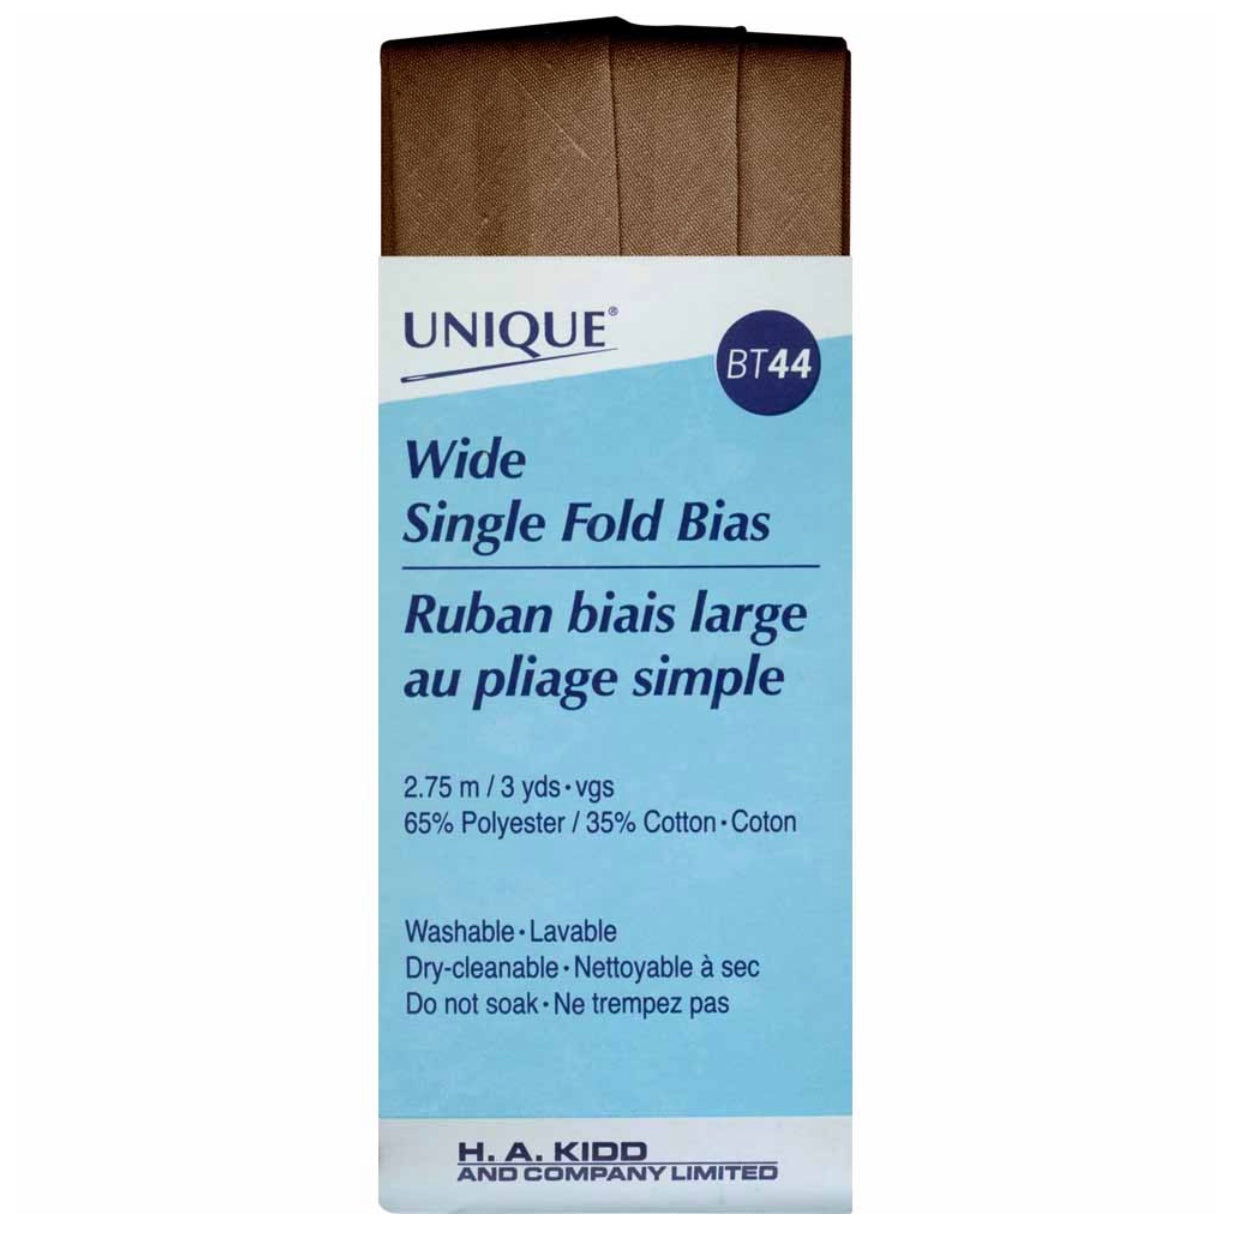 UNIQUE®
BT44
Wide
Single Fold Bias
Ruban biais large
au pliage simple
2.75 m / 3 yds • vgs
65% Polyester / 35% Cotton • Coton
Washable • Lavable
Dry-cleanable • Nettoyable à sec
Do not soak • Ne trempez pas
H. A. KIDD
AND COMPANY LIMITED